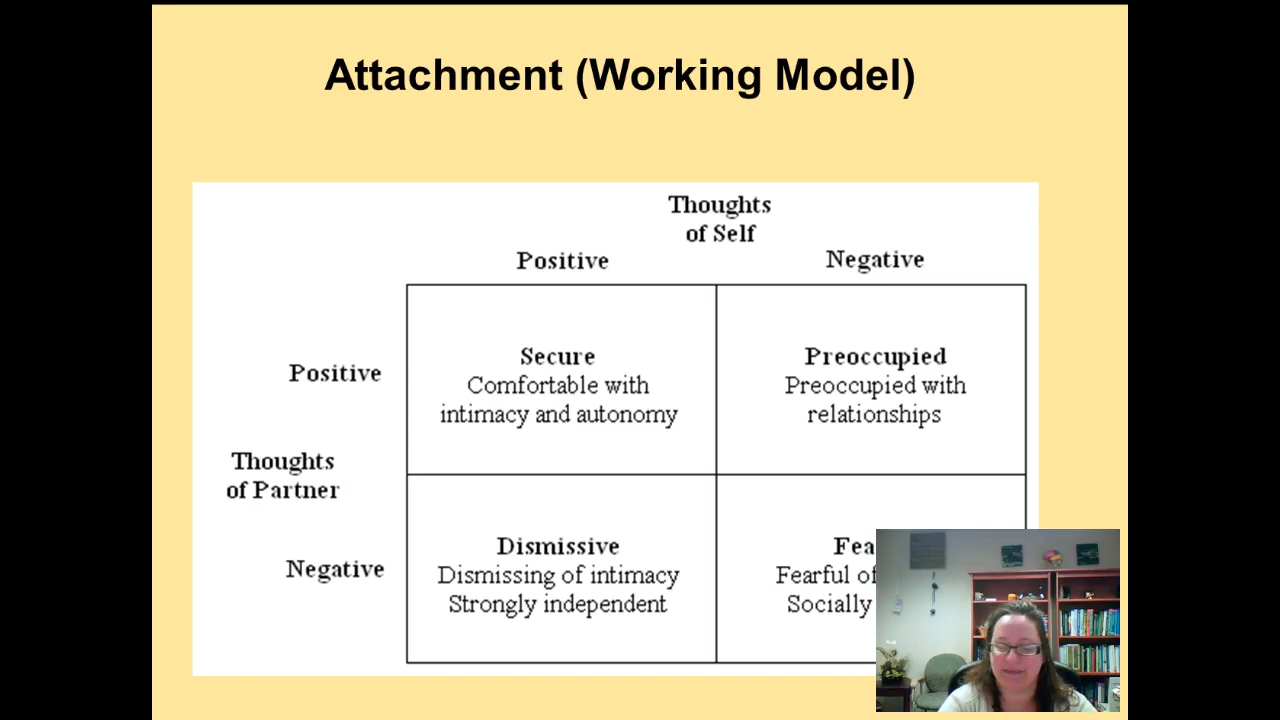 Attachment (Working Model)
Thoughts
of Self
Positive
Negative
Positive
Secure
Comfortable with
intimacy and autonomy
Preoccupied
Preoccupied with
relationships
Thoughts
of Partner
Negative
Dismissive
Dismissing of intimacy
Strongly independent
Fearful of
Socially